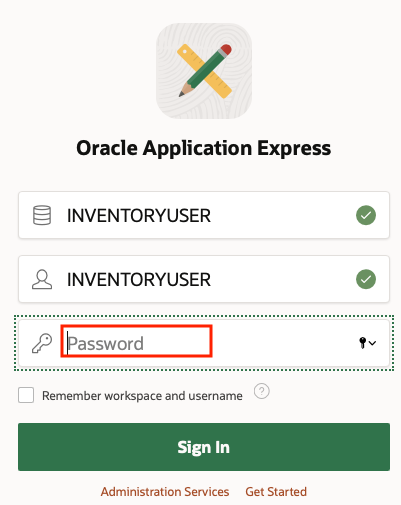 Oracle Application Express
INVENTORYUSER
INVENTORYUSER
Password
Remember workspace and username ?
Sign In
Administration Services Get Started